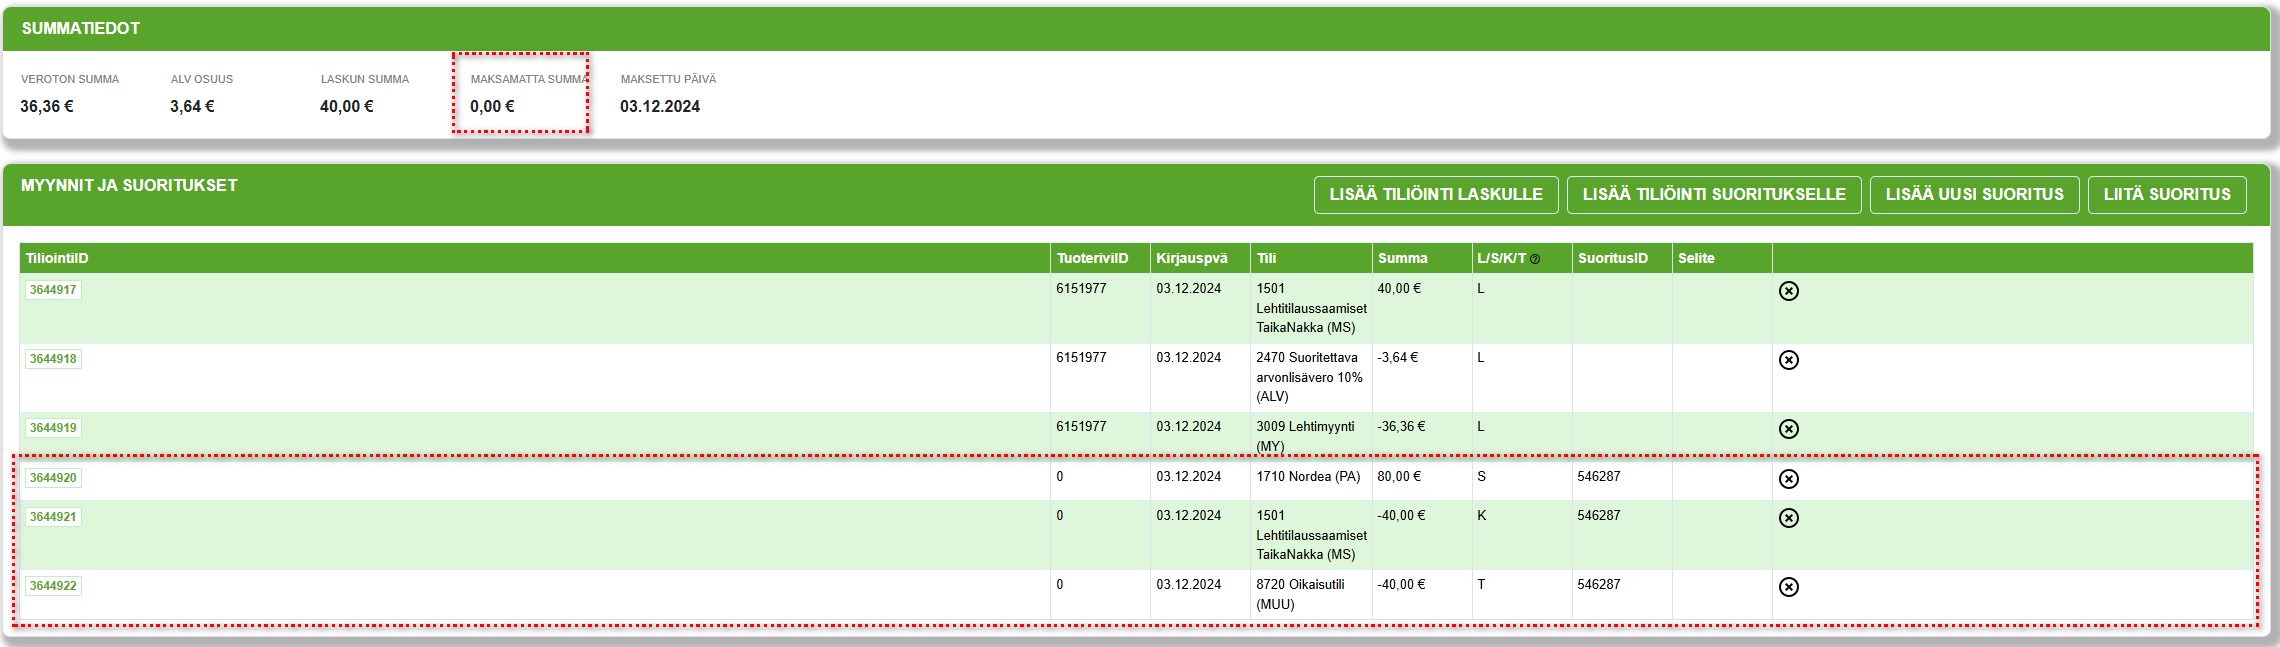 SUMMATIEDOT
VEROTON SUMMA ALV OSUUS LASKUN SUMMA MAKSAMATTA SUMMA MAKSETTU PÄIVÄ
36,36 € 3,64 € 40,00 € 0,00 € 03.12.2024
MYYNNIT JA SUORITUKSET
LISÄÄ TILIÖINTI LASKULLE LISÄÄ TILIÖINTI SUORITUKSELLE LISÄÄ UUSI SUORITUS LIITÄ SUORITUS
TiliointiID TuoteriviID Kirjauspvä Tili Summa L/S/K/T SuoritusID Selite
3644917 6151977 03.12.2024 1501 40,00 € L
Lehtitilaussaamiset
TaikaNakka (MS)
3644918 6151977 03.12.2024 2470 Suoritettava -3,64 € L
arvonlisävero 10%
(ALV)
3644919 6151977 03.12.2024 3009 Lehtimyynti -36,36 € L
(MY)
3644920 0 03.12.2024 1710 Nordea (PA) 80,00 € S 546287
3644921 0 03.12.2024 1501 -40,00 € K 546287
Lehtitilaussaamiset
TaikaNakka (MS)
3644922 0 03.12.2024 8720 Oikaisutili -40,00 € T 546287
(MUU)